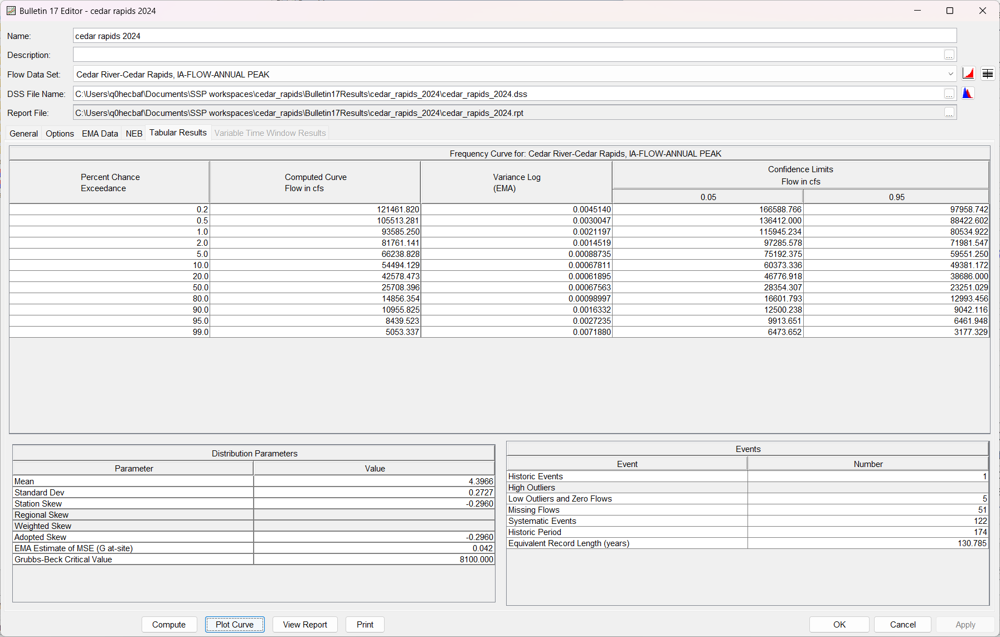 Bulletin 17 Editor - cedar rapids 2024
Name: cedar rapids 2024
Description:
...
Flow Data Set: Cedar River-Cedar Rapids, IA-FLOW-ANNUAL PEAK
DSS File Name: C:\Users\q0hecbaf\Documents\SSP workspaces\cedar_rapids\Bulletin17Results\cedar_rapids_2024\cedar_rapids_2024.dss ...
Report File: C:\Users\q0hecbaf\Documents\SSP workspaces\cedar_rapids\Bulletin17Results\cedar_rapids_2024\cedar_rapids_2024.rpt ...
General Options EMA Data NEB Tabular Results Variable Time Window Results
Frequency Curve for: Cedar River-Cedar Rapids, IA-FLOW-ANNUAL PEAK
Percent Chance
Exceedance
Computed Curve
Flow in cfs
Variance Log
(EMA)
Confidence Limits
Flow in cfs
0.05 0.95
0.2 121461.820 0.0045140 166588.766 97958.742
0.5 105513.281 0.0030047 136412.000 88422.602
1.0 93585.250 0.0021197 115945.234 80534.922
2.0 81761.141 0.0014519 97285.578 71981.547
5.0 66238.828 0.00088735 75192.375 59551.250
10.0 54494.129 0.00067811 60373.336 49381.172
20.0 42578.473 0.00061895 46776.918 38686.000
50.0 25708.396 0.00067563 28354.307 23251.029
80.0 14856.354 0.00098997 16601.793 12993.456
90.0 10955.825 0.0016332 12500.238 9042.116
95.0 8439.523 0.0027235 9913.651 6461.948
99.0 5053.337 0.0071880 6473.652 3177.329
Distribution Parameters
Parameter Value
Mean 4.3966
Standard Dev 0.2727
Station Skew -0.2960
Regional Skew
Weighted Skew
Adopted Skew -0.2960
EMA Estimate of MSE (G at-site) 0.042
Grubbs-Beck Critical Value 8100.000
Events
Event Number
Historic Events 1
High Outliers
Low Outliers and Zero Flows 5
Missing Flows 51
Systematic Events 122
Historic Period 174
Equivalent Record Length (years) 130.785
Compute Plot Curve View Report Print OK Cancel Apply